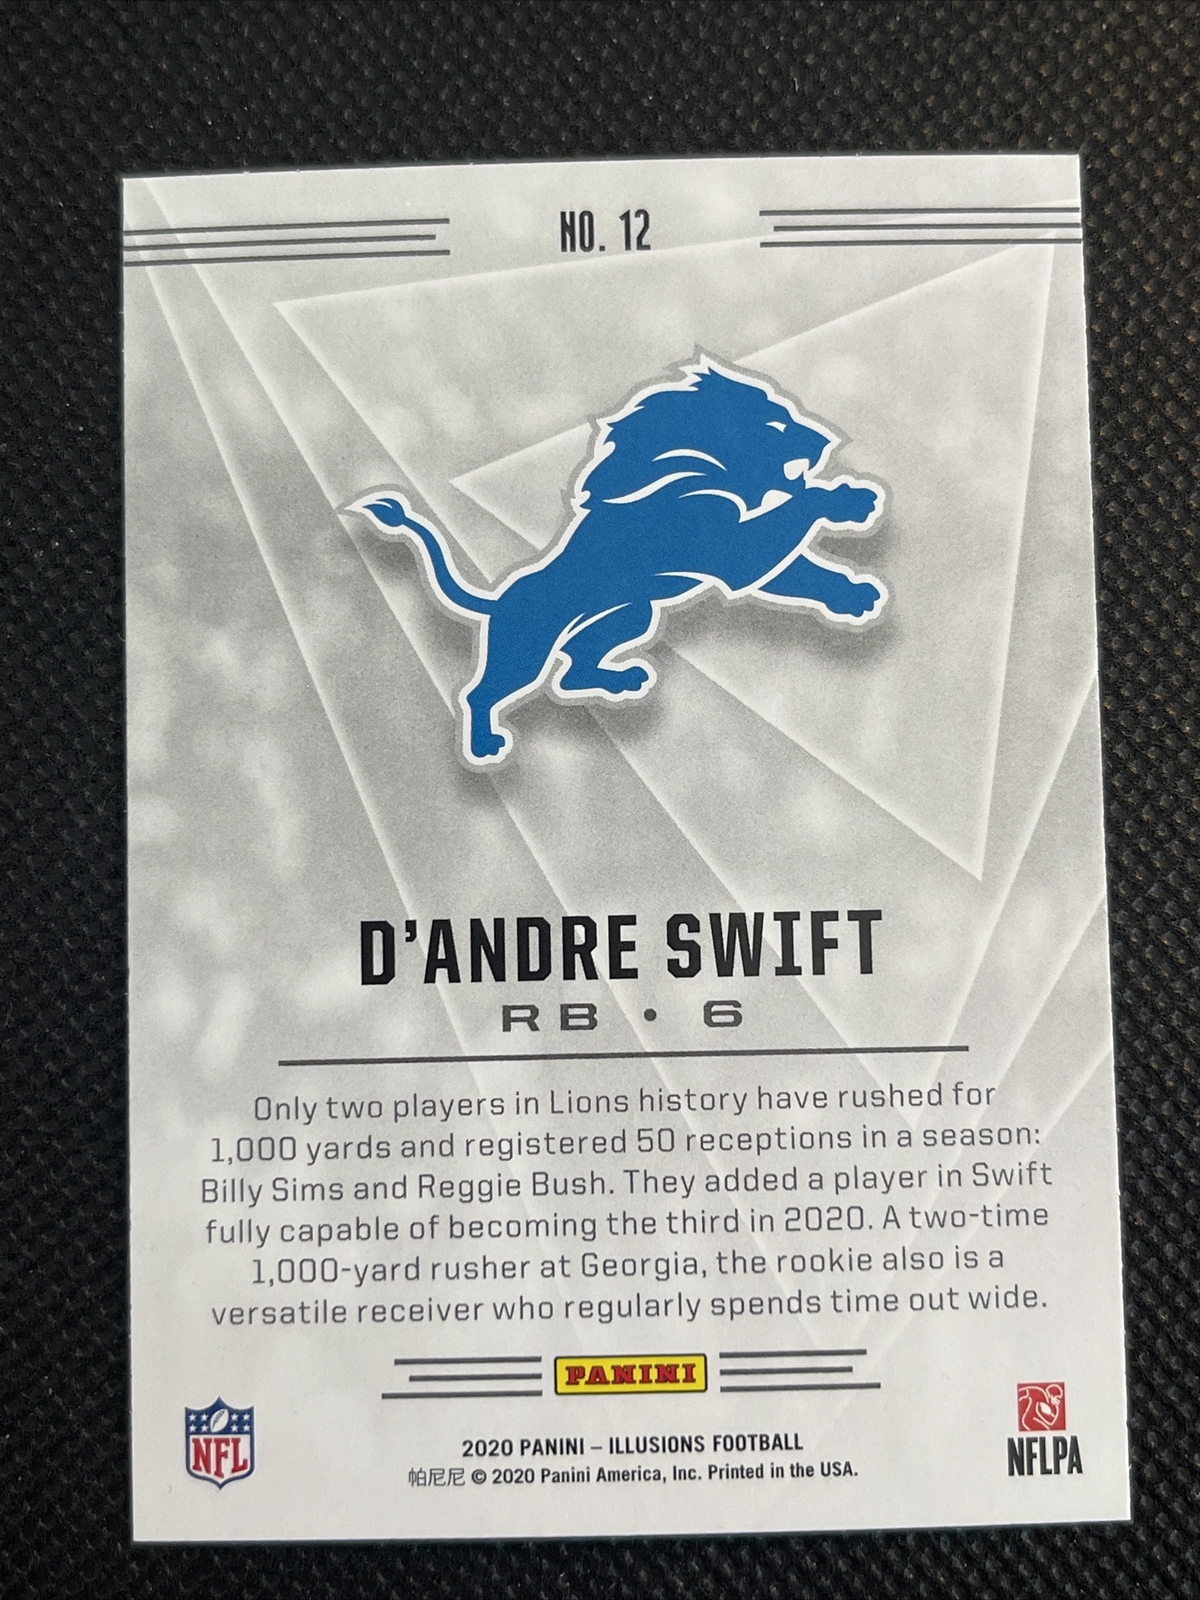 NO. 12
D'ANDRE SWIFT
RB • 6
Only two players in Lions history have rushed for
1,000 yards and registered 50 receptions in a season:
Billy Sims and Reggie Bush. They added a player in Swift
fully capable of becoming the third in 2020. A two-time
1,000-yard rusher at Georgia, the rookie also is a
versatile receiver who regularly spends time out wide.
PANINI
NFL
2020 PANINI – ILLUSIONS FOOTBALL
帕尼尼 © 2020 Panini America, Inc. Printed in the USA.
NFLPA